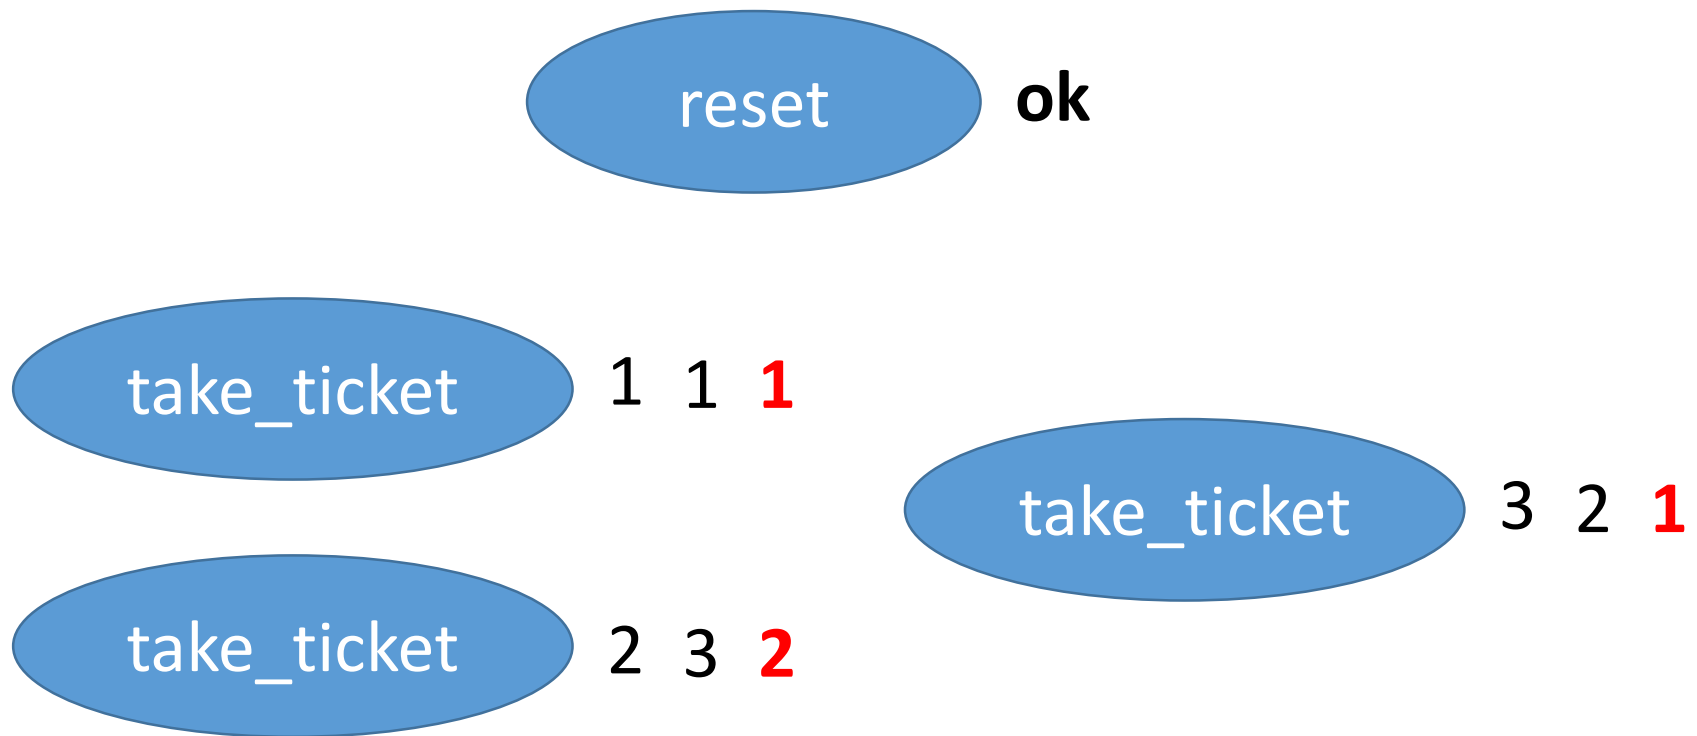 reset ok
take_ticket 1 1 1
take_ticket 3 2 1
take_ticket 2 3 2